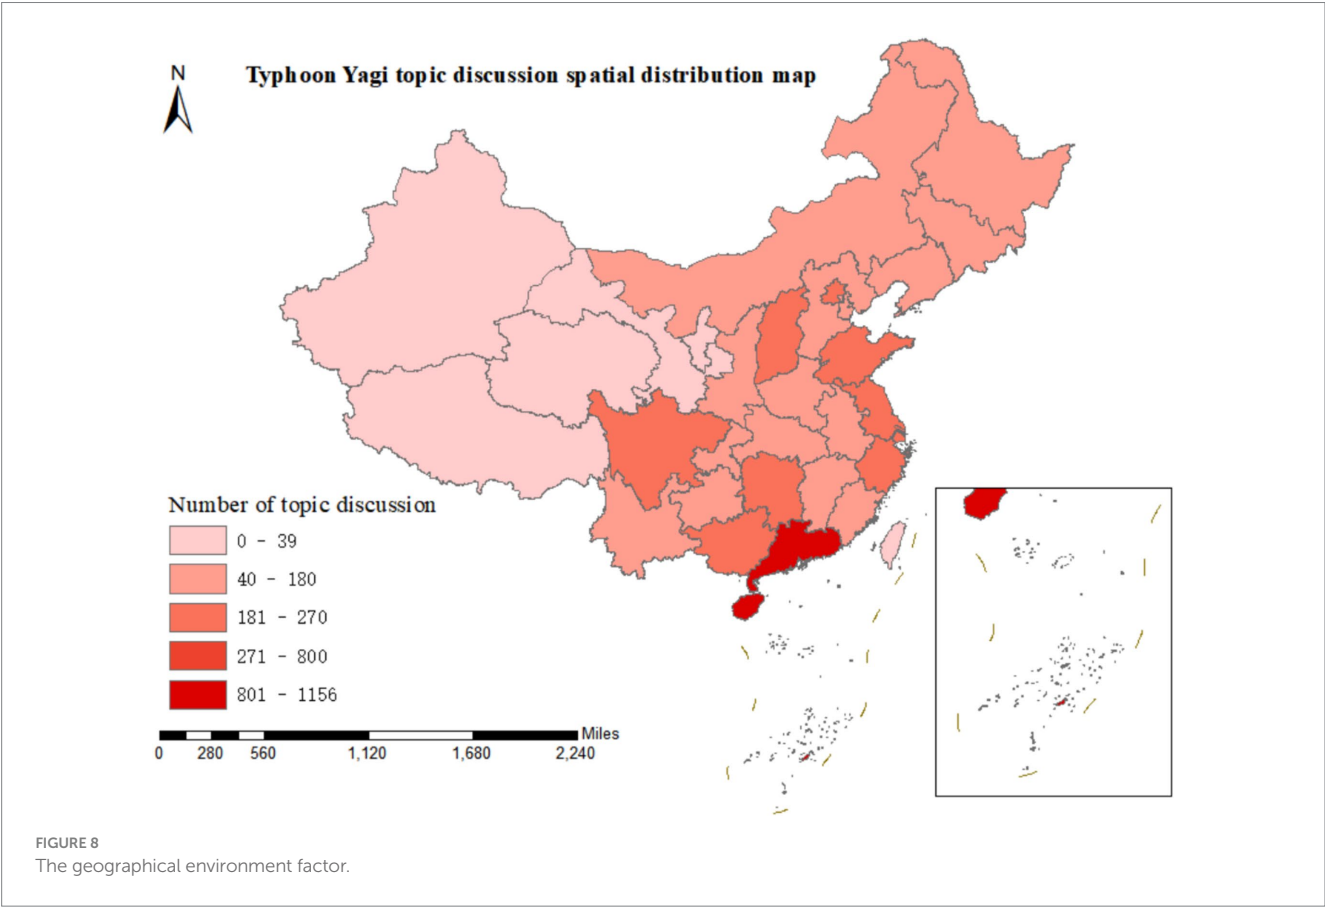 N
Typhoon Yagi topic discussion spatial distribution map
Number of topic discussion
0 - 39
40 - 180
181 - 270
271 - 800
801 - 1156
Miles
0 280 560 1,120 1,680 2,240
FIGURE 8
The geographical environment factor.